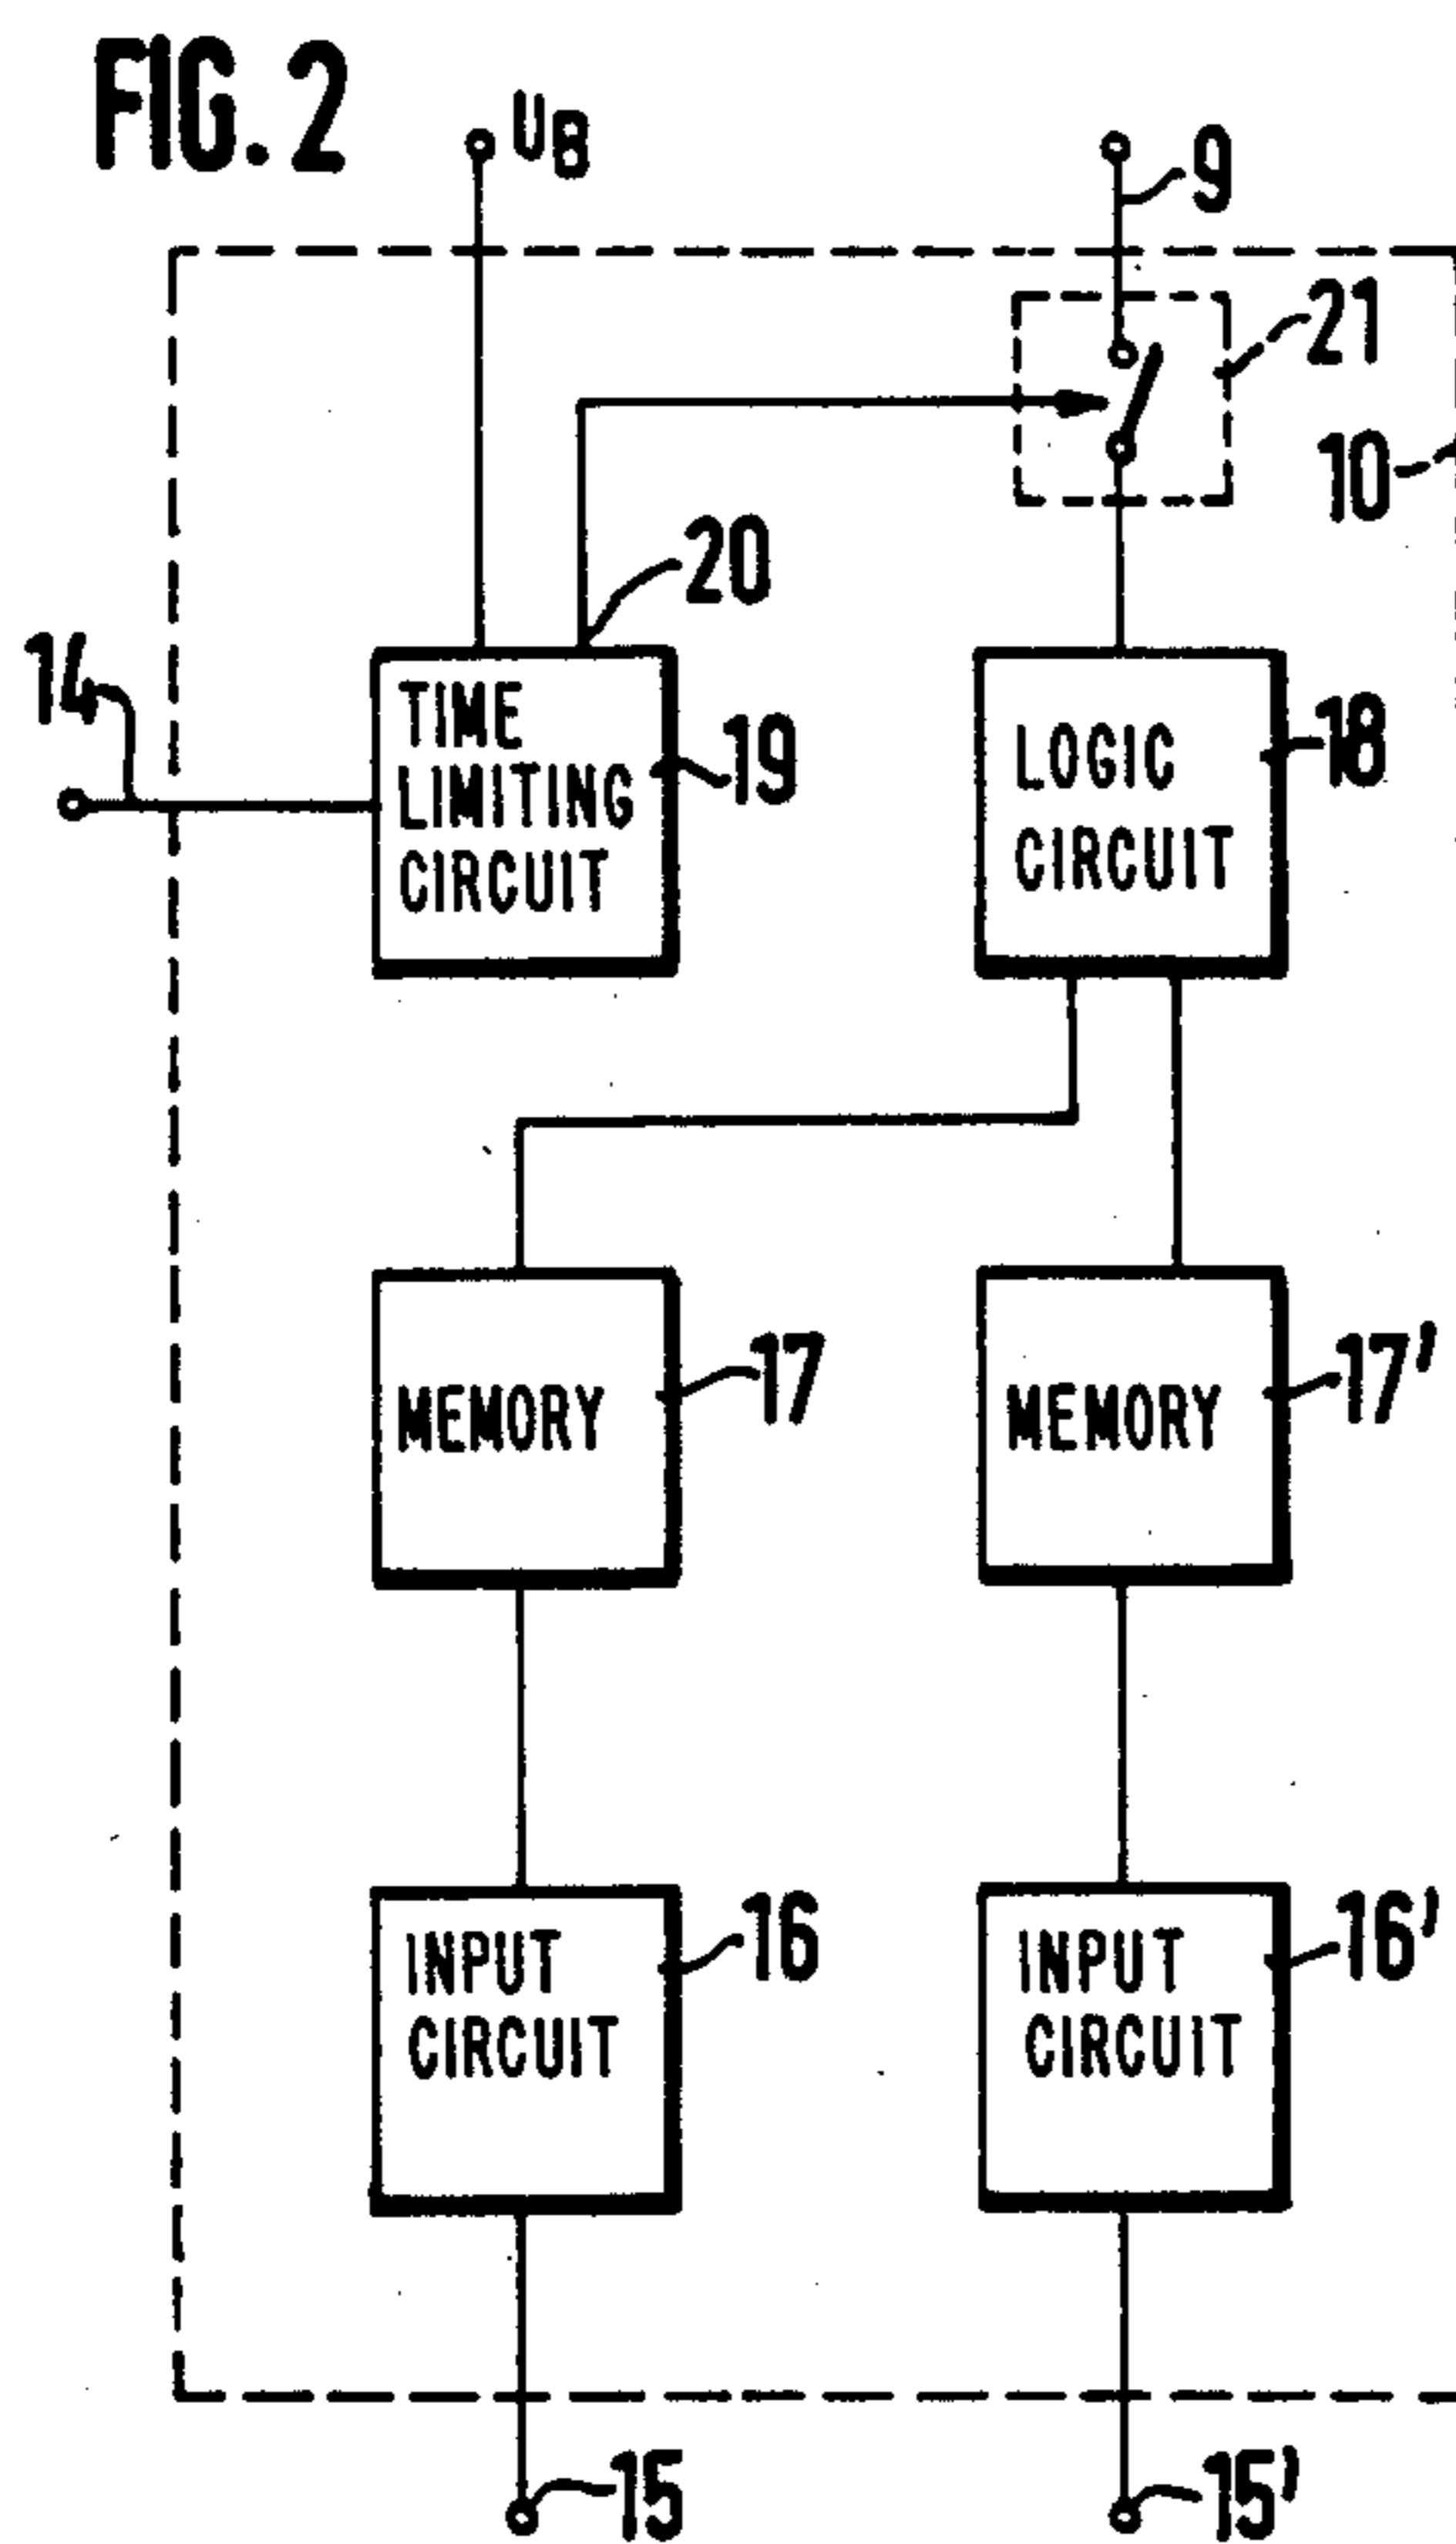 FIG. 2
UB
9
21
10
20
14
TIME
LIMITING
CIRCUIT
19
LOGIC
CIRCUIT
18
MEMORY
17
MEMORY
17'
INPUT
CIRCUIT
16
INPUT
CIRCUIT
16'
15
15'